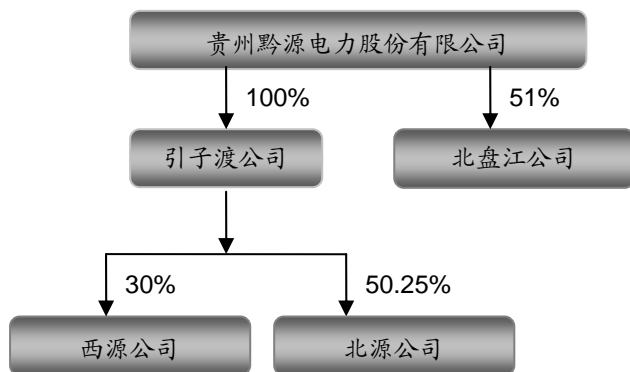 贵州黔源电力股份有限公司
100%
51%
引子渡公司
北盘江公司
30%
50.25%
西源公司
北源公司